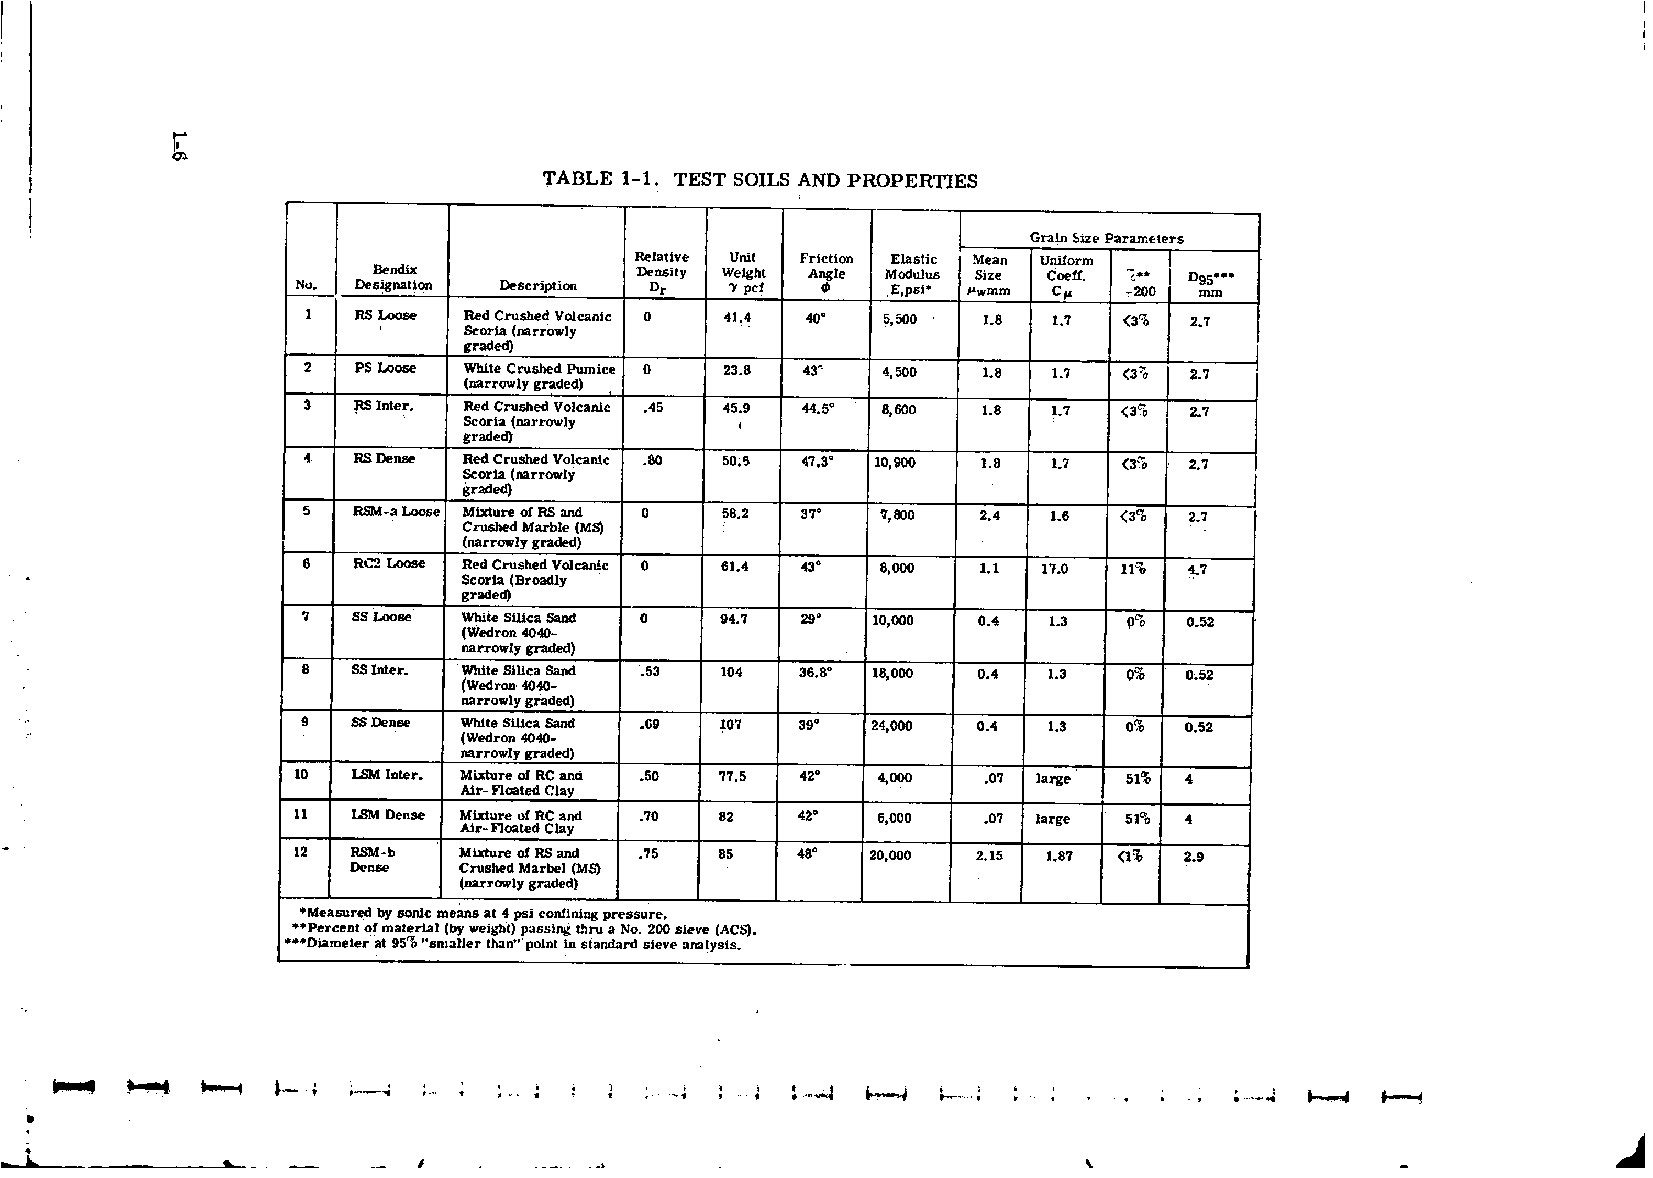 1-6
TABLE 1-1. TEST SOILS AND PROPERTIES
No. Bendix Designation Description Relative Density Dr Unit Weight γ pcf Friction Angle Φ Elastic Modulus E,psi* Grain Size Parameters
Mean Size μwmm Uniform Coeff. Cμ %** -200 D95*** mm
1 RS Loose Red Crushed Volcanic 0 41.4 40° 5,500 1.8 1.7 <3% 2.7
Scoria (narrowly
graded)
2 PS Loose White Crushed Pumice 0 23.8 43° 4,500 1.8 1.7 <3% 2.7
(narrowly graded)
3 RS Inter. Red Crushed Volcanic .45 45.9 44.5° 8,600 1.8 1.7 <3% 2.7
Scoria (narrowly
graded)
4 RS Dense Red Crushed Volcanic .80 50.5 47.3° 10,900 1.8 1.7 <3% 2.7
Scoria (narrowly
graded)
5 RSM-a Loose Mixture of RS and 0 58.2 37° 7,800 2.4 1.6 <3% 2.7
Crushed Marble (MS)
(narrowly graded)
6 RC2 Loose Red Crushed Volcanic 0 61.4 43° 8,000 1.1 17.0 11% 4.7
Scoria (Broadly
graded)
7 SS Loose White Silica Sand 0 94.7 29° 10,000 0.4 1.3 0% 0.52
(Wedron 4040-
narrowly graded)
8 SS Inter. White Silica Sand .53 104 36.8° 18,000 0.4 1.3 0% 0.52
(Wedron 4040-
narrowly graded)
9 SS Dense White Silica Sand .69 107 39° 24,000 0.4 1.3 0% 0.52
(Wedron 4040-
narrowly graded)
10 LSM Inter. Mixture of RC and .50 77.5 42° 4,000 .07 large 51% 4
Air-Floated Clay
11 LSM Dense Mixture of RC and .70 82 42° 6,000 .07 large 51% 4
Air-Floated Clay
12 RSM-b Mixture of RS and .75 85 48° 20,000 2.15 1.87 <1% 2.9
Dense Crushed Marbel (MS)
(narrowly graded)
*Measured by sonic means at 4 psi confining pressure.
**Percent of material (by weight) passing thru a No. 200 sieve (ACS).
***Diameter at 95% "smaller than" point in standard sieve analysis.